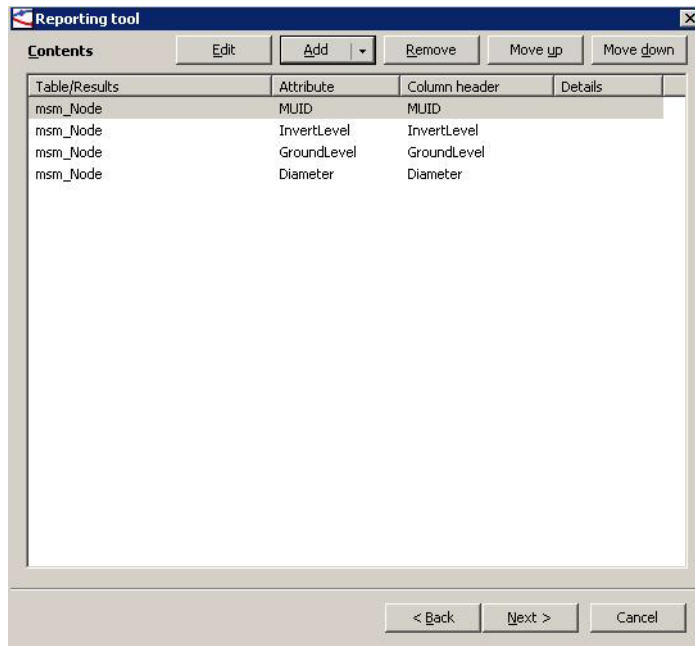 Reporting tool
Contents Edit Add Remove Move up Move down
Table/Results Attribute Column header Details
msm_Node MUID MUID
msm_Node InvertLevel InvertLevel
msm_Node GroundLevel GroundLevel
msm_Node Diameter Diameter
< Back Next > Cancel